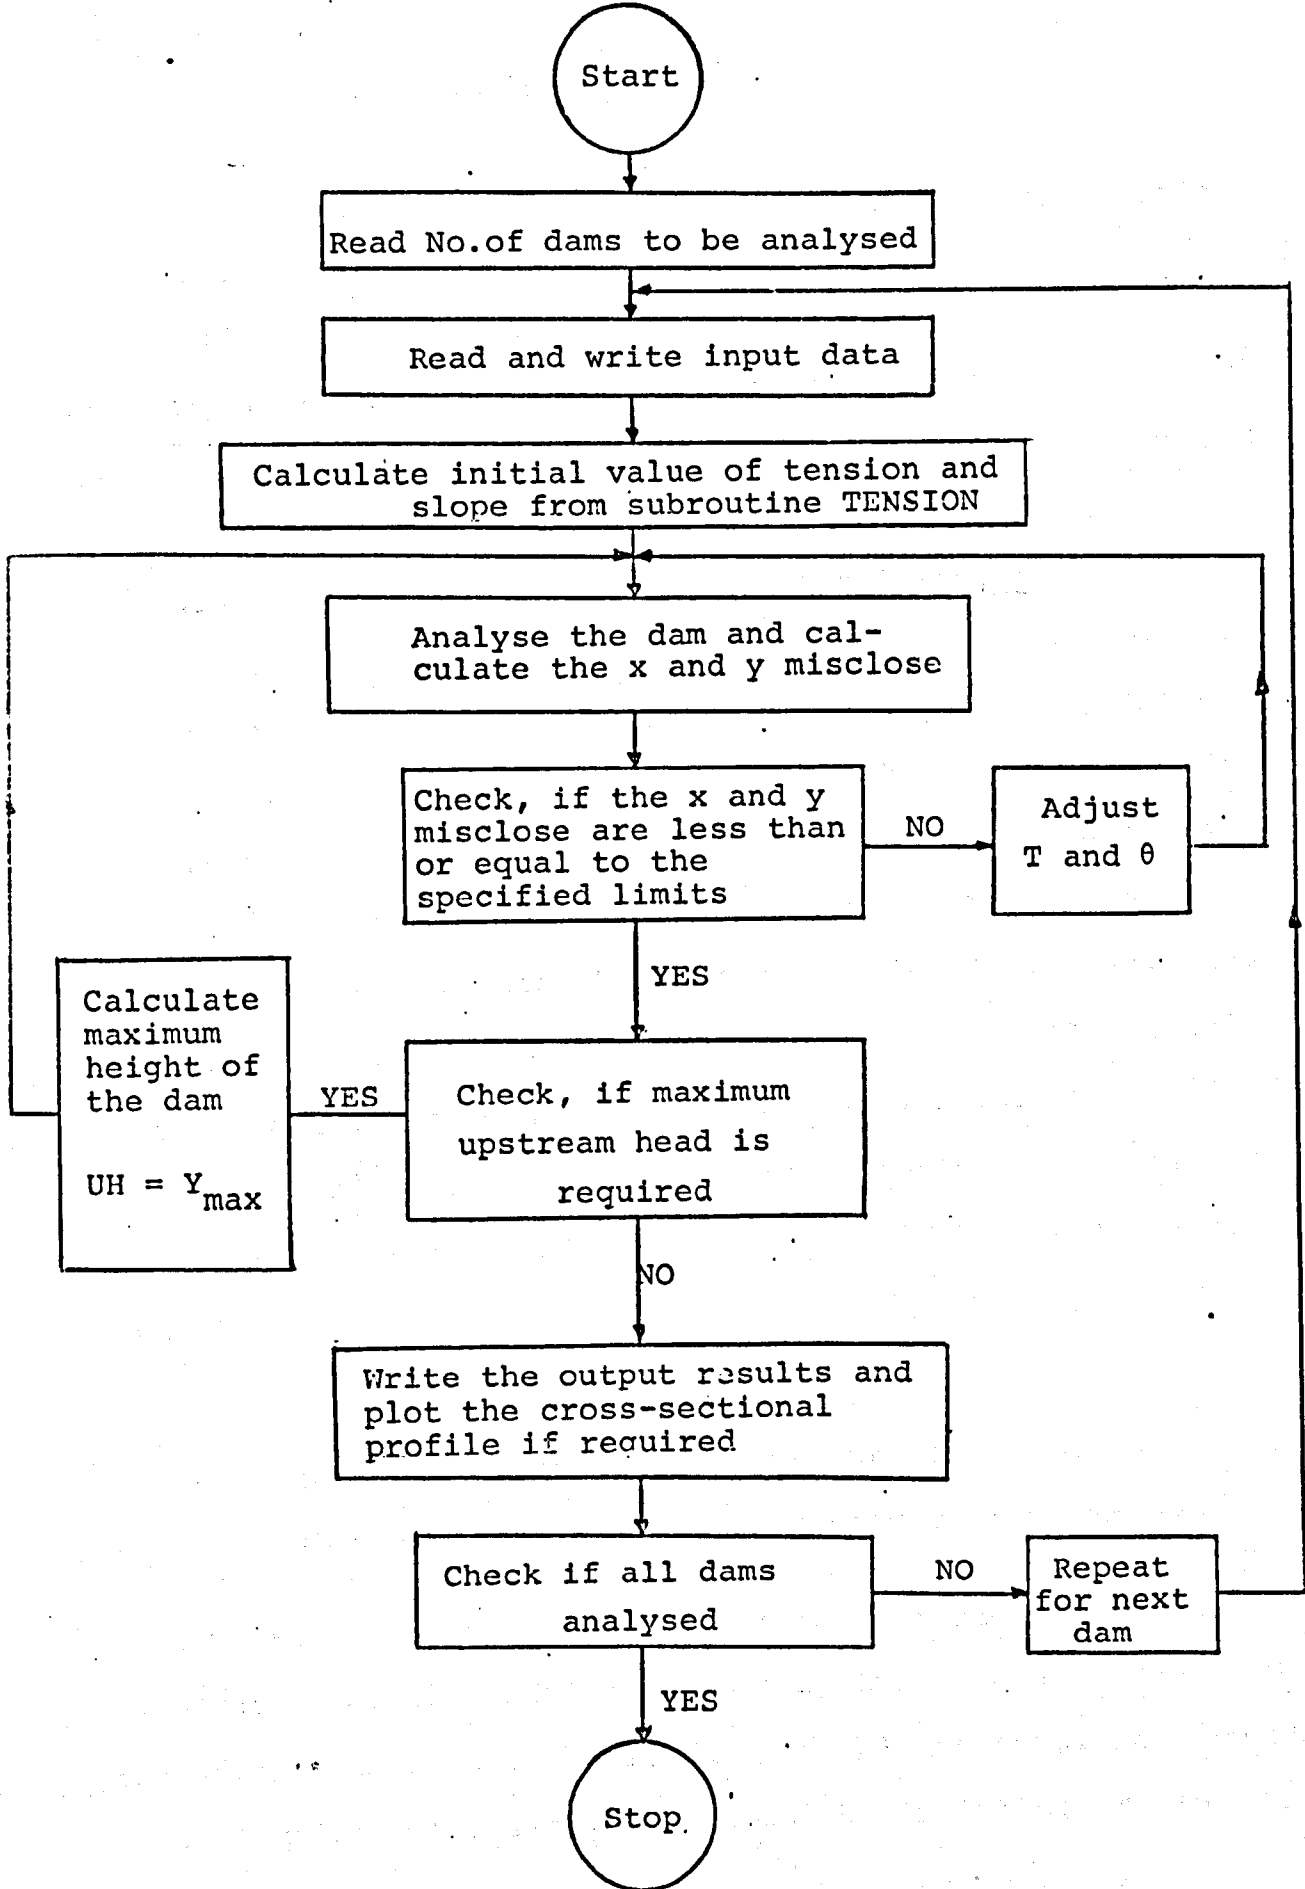 Start
Read No.of dams to be analysed
Read and write input data
Calculate initial value of tension and
slope from subroutine TENSION
Analyse the dam and cal-
culate the x and y misclose
Check, if the x and y
misclose are less than
or equal to the
specified limits
NO
Adjust
T and θ
YES
Calculate
maximum
height of
the dam
UH = Ymax
YES
Check, if maximum
upstream head is
required
NO
Write the output results and
plot the cross-sectional
profile if required
Check if all dams
analysed
NO
Repeat
for next
dam
YES
Stop